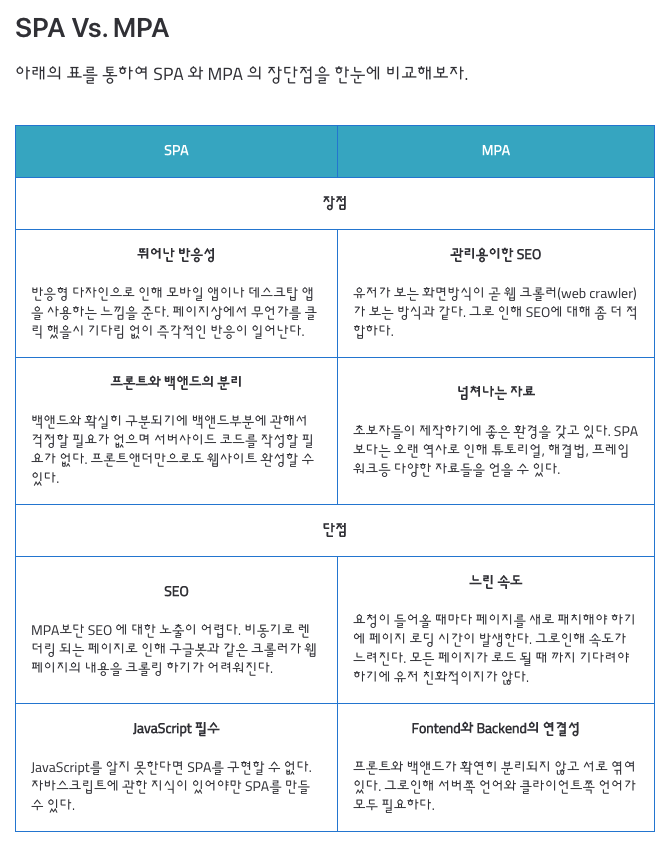 SPA Vs. MPA
아래의 표를 통하여 SPA 와 MPA 의 장단점을 한눈에 비교해보자.
SPA
MPA
장점
뛰어난 반응성
반응형 다자인으로 인해 모바일 앱이나 데스크탑 앱
을 사용하는 느낌을 준다. 페이지상에서 무언가를 클
릭 했을시 기다림 없이 즉각적인 반응이 일어난다.
관리용이한 SEO
유저가 보는 화면방식이 곧 웹 크롤러(web crawler)
가 보는 방식과 같다. 그로 인해 SEO에 대해 좀 더 적
합하다.
프론트와 백앤드의 분리
백앤드와 확실히 구분되기에 백앤드부분에 관해서
걱정할 필요가 없으며 서버사이드 코드를 작성할 필
요가 없다. 프론트앤더만으로도 웹사이트 완성할 수
있다.
넘쳐나는 자료
초보자들이 제작하기에 좋은 환경을 갖고 있다. SPA
보다는 오랜 역사로 인해 튜토리얼, 해결법, 프레임
워크등 다양한 자료들을 얻을 수 있다.
단점
SEO
MPA보단 SEO 에 대한 노출이 어렵다. 비동기로 렌
더링 되는 페이지로 인해 구글봇과 같은 크롤러가 웹
페이지의 내용을 크롤링 하기가 어려워진다.
느린 속도
요청이 들어올 때마다 페이지를 새로 패치해야 하기
에 페이지 로딩 시간이 발생한다. 그로인해 속도가
느려진다. 모든 페이지가 로드 될 때 까지 기다려야
하기에 유저 친화적이지가 않다.
JavaScript 필수
JavaScript를 알지 못한다면 SPA를 구현할 수 없다.
자바스크립트에 관한 지식이 있어야만 SPA를 만들
수 있다.
Fontend와 Backend의 연결성
프론트와 백앤드가 확연히 분리되지 않고 서로 엮여
있다. 그로인해 서버쪽 언어와 클라이언트쪽 언어가
모두 필요하다.